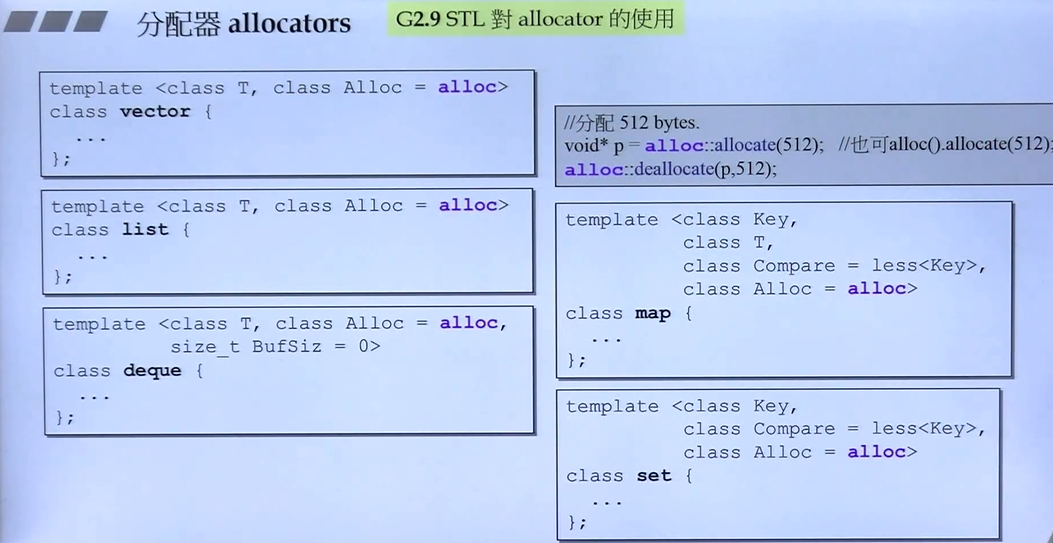 分配器 allocators
G2.9 STL 對 allocator 的使用
template <class T, class Alloc = alloc>
class vector {
...
};
template <class T, class Alloc = alloc>
class list {
...
};
template <class T, class Alloc = alloc,
size_t BufSiz = 0>
class deque {
...
};
//分配 512 bytes.
void* p = alloc::allocate(512); //也可alloc().allocate(512);
alloc::deallocate(p,512);
template <class Key,
class T,
class Compare = less<Key>,
class Alloc = alloc>
class map {
...
};
template <class Key,
class Compare = less<Key>,
class Alloc = alloc>
class set {
...
};